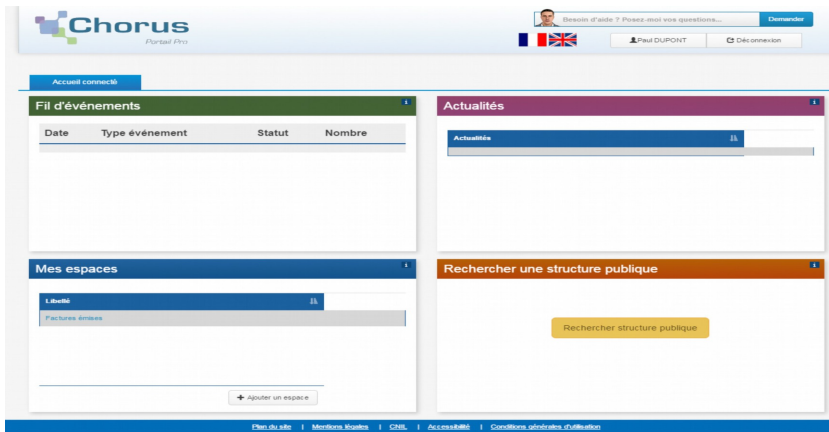 Chorus
Portail Pro
Besoin d'aide ? Posez-moi vos questions...
Demander
Paul DUPONT
Déconnexion
Accueil connecté
Fil d'événements
Date Type événement Statut Nombre
Actualités
Actualités
Mes espaces
Libellé
Factures émises
+ Ajouter un espace
Rechercher une structure publique
Rechercher structure publique
Plan du site | Mentions légales | CNIL | Accessibilité | Conditions générales d'utilisation